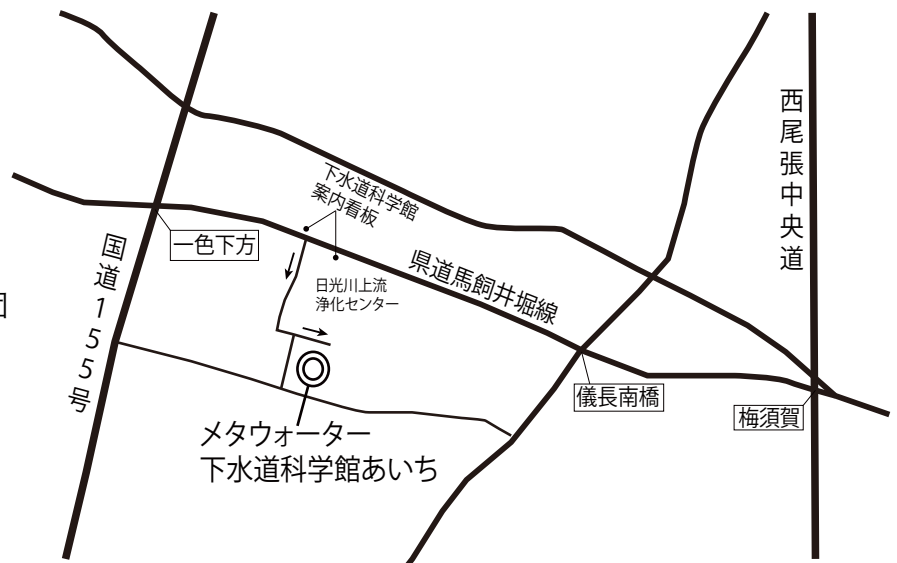 西尾張中央道
下水道科学館
案内看板
一色下方
国道155号
県道馬飼井堀線
日光川上流
浄化センター
儀長南橋
梅須賀
メタウォーター
下水道科学館あいち